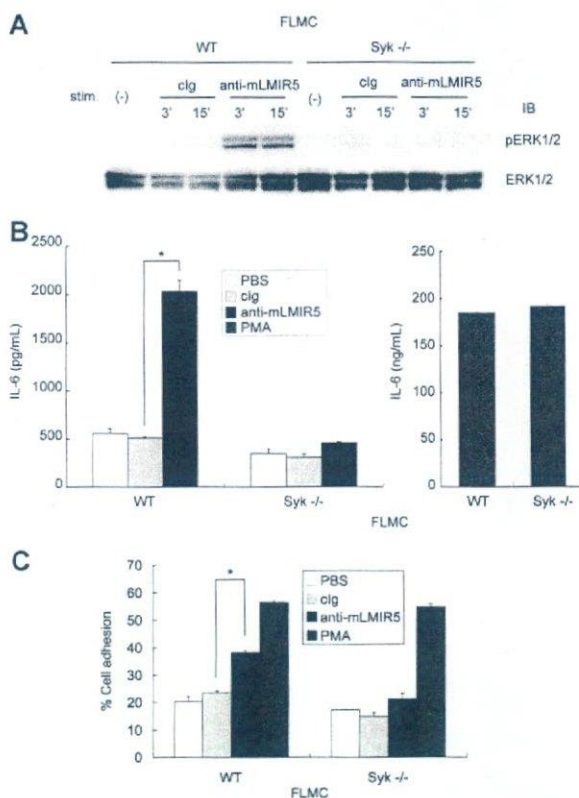 A
FLMC
WT Syk -/-
clg anti-mLMIR5 clg anti-mLMIR5
stim. (-) 3' 15' 3' 15' (-) 3' 15' 3' 15' IB
pERK1/2
ERK1/2
B
IL-6 (pg/mL)
2500
2000
1500
1000
500
0
*
PBS
clg
anti-mLMIR5
PMA
WT Syk -/-
IL-6 (ng/mL)
250
200
150
100
50
0
WT Syk -/-
FLMC
C
% Cell adhesion
70
60
50
40
30
20
10
0
*
PBS
clg
anti-mLMIR5
PMA
WT Syk -/-
FLMC